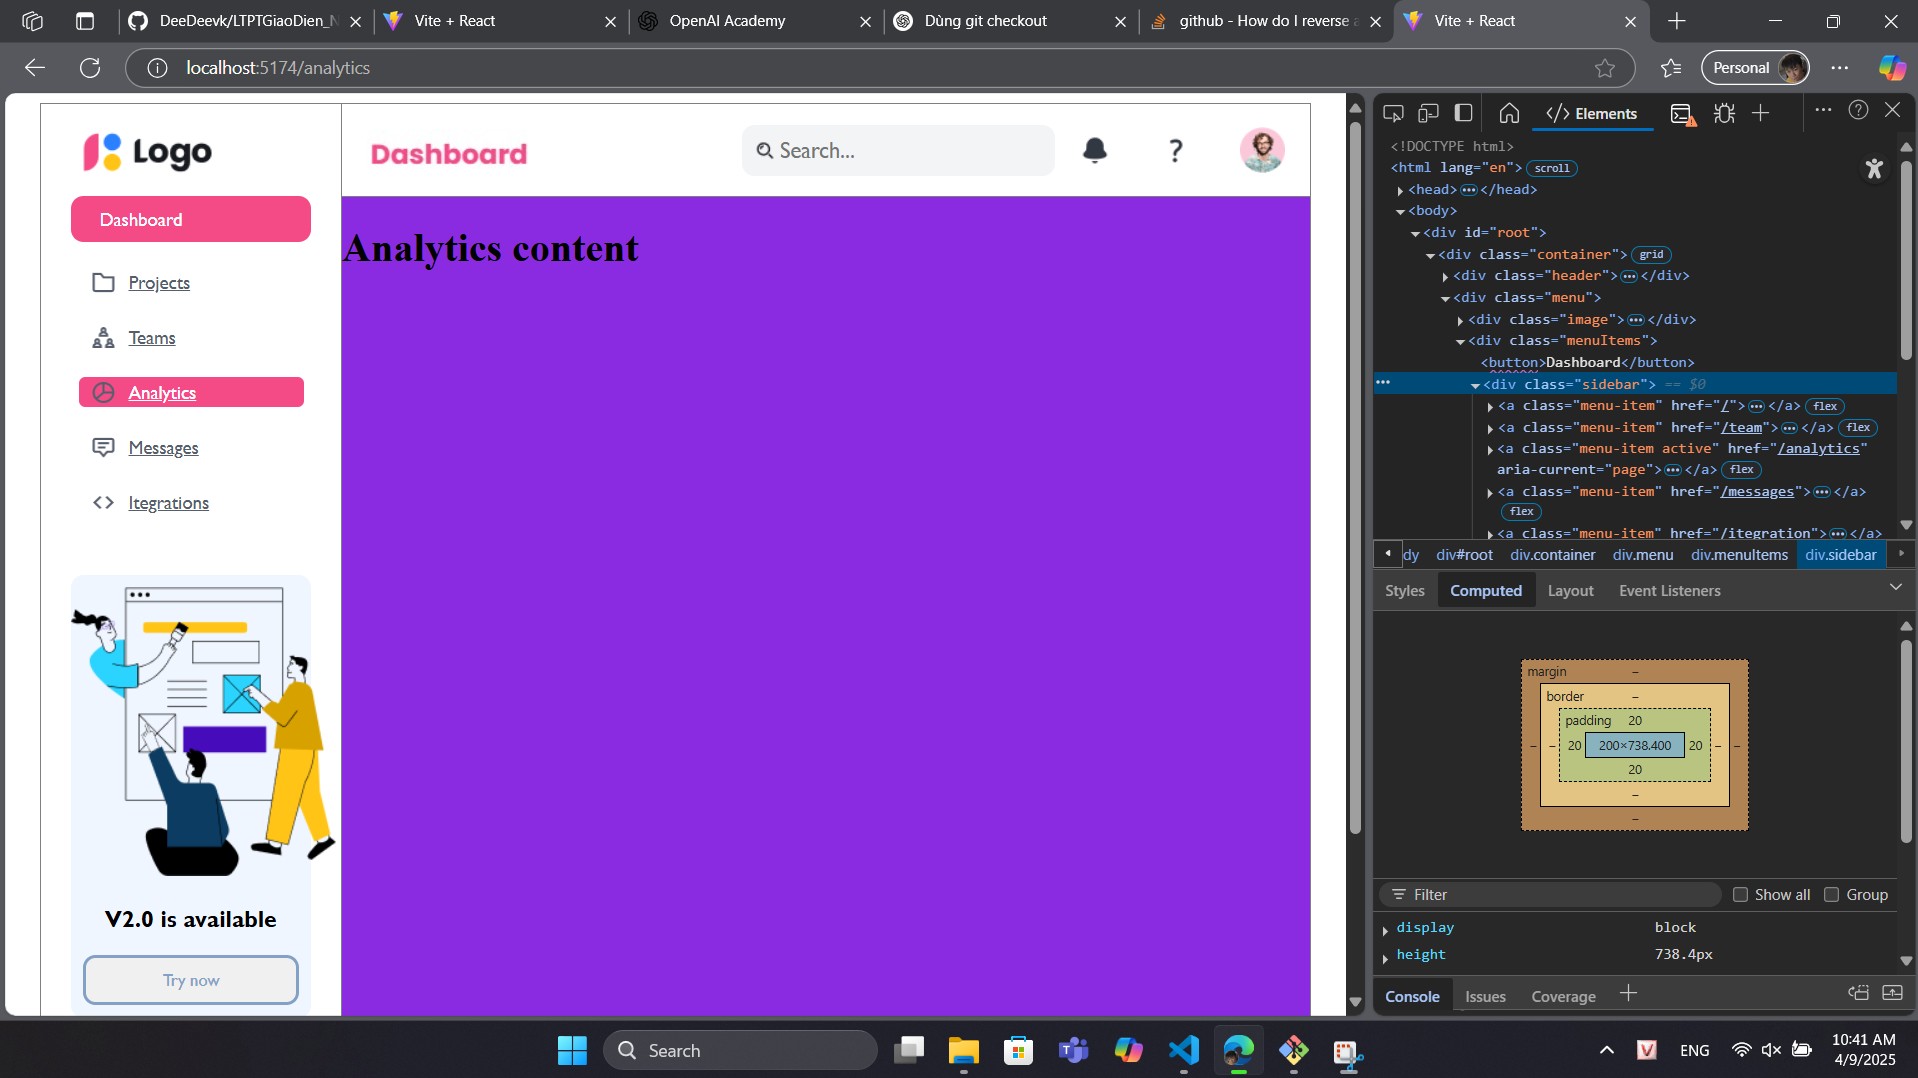 DeeDeevk/LTPTGiaoDien_N
Vite + React
OpenAI Academy
Dùng git checkout
github - How do I reverse a
Vite + React
localhost:5174/analytics
Personal
Logo
Dashboard
Search...
Dashboard
Projects
Teams
Analytics
Messages
Itegrations
Analytics content
V2.0 is available
Try now
Elements
<!DOCTYPE html>
<html lang="en"> scroll
<head> </head>
<body>
<div id="root">
<div class="container"> grid
<div class="header"> </div>
<div class="menu">
<div class="image"> </div>
<div class="menuItems">
<button>Dashboard</button>
<div class="sidebar"> == $0
<a class="menu-item" href="/"> </a> flex
<a class="menu-item" href="/team"> </a> flex
<a class="menu-item active" href="/analytics"
aria-current="page"> </a> flex
<a class="menu-item" href="/messages"> </a>
flex
<a class="menu-item" href="/itegration"> </a>
dy div#root div.container div.menu div.menuItems div.sidebar
Styles Computed Layout Event Listeners
margin –
border –
padding 20
– – 20 200×738.400 20 – –
20
–
–
Filter Show all Group
display block
height 738.4px
Console Issues Coverage
Search
ENG
10:41 AM
4/9/2025